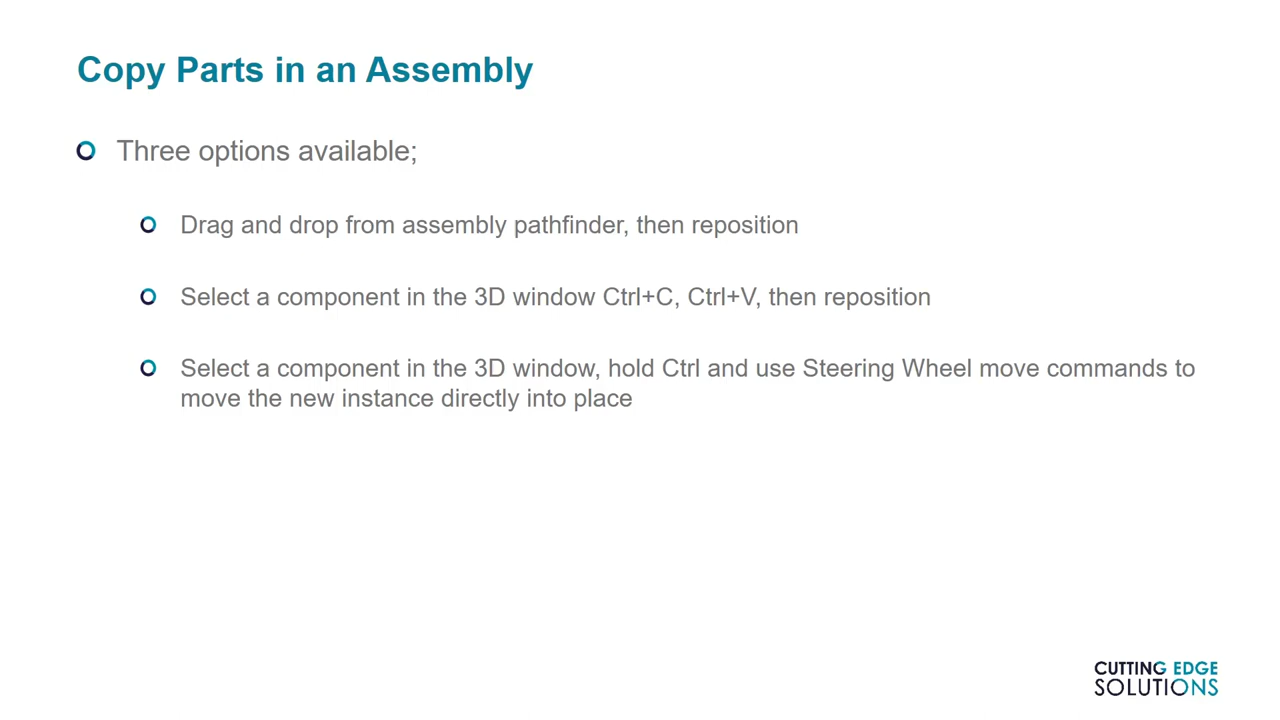 Copy Parts in an Assembly
Three options available;
Drag and drop from assembly pathfinder, then reposition
Select a component in the 3D window Ctrl+C, Ctrl+V, then reposition
Select a component in the 3D window, hold Ctrl and use Steering Wheel move commands to
move the new instance directly into place
CUTTING EDGE
SOLUTIONS